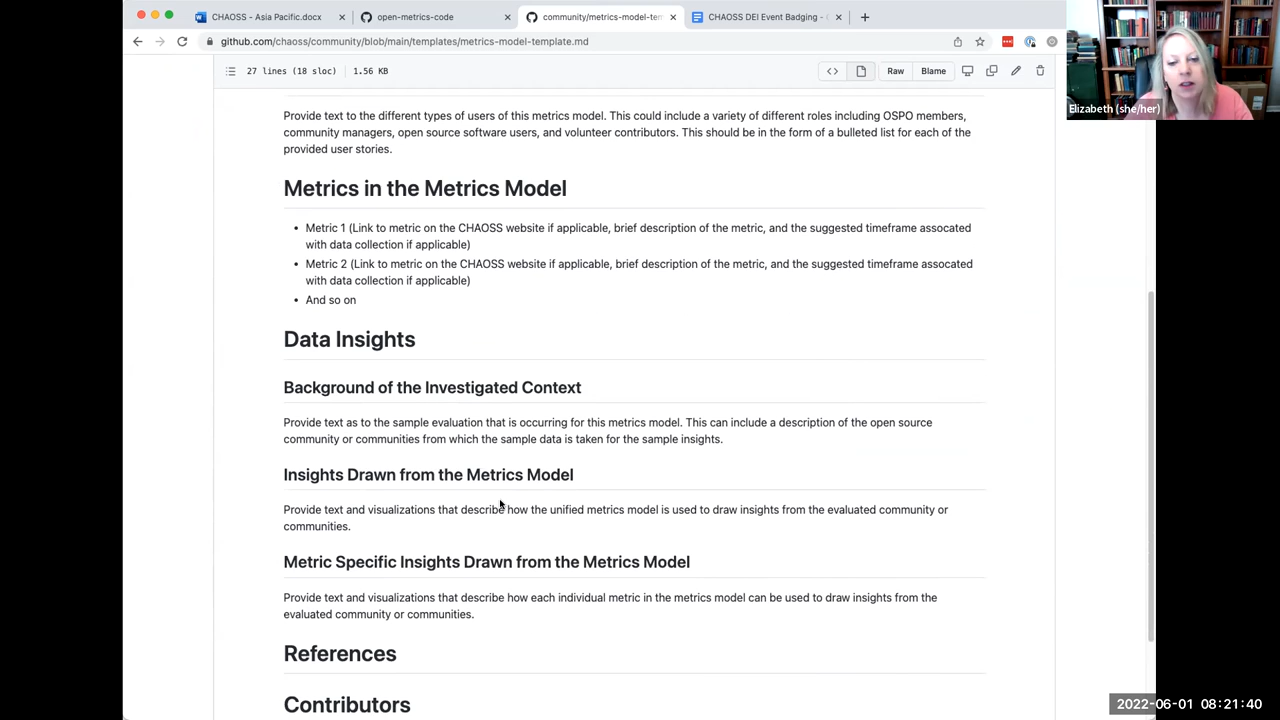 CHAOSS - Asia Pacific.docx
open-metrics-code
community/metrics-model-tem
CHAOSS DEI Event Badging -
github.com/chaoss/community/blob/main/templates/metrics-model-template.md
27 lines (18 sloc) 1.56 KB
Raw
Blame
Elizabeth (she/her)
Provide text to the different types of users of this metrics model. This could include a variety of different roles including OSPO members,
community managers, open source software users, and volunteer contributors. This should be in the form of a bulleted list for each of the
provided user stories.
Metrics in the Metrics Model
• Metric 1 (Link to metric on the CHAOSS website if applicable, brief description of the metric, and the suggested timeframe assocated
with data collection if applicable)
• Metric 2 (Link to metric on the CHAOSS website if applicable, brief description of the metric, and the suggested timeframe assocated
with data collection if applicable)
• And so on
Data Insights
Background of the Investigated Context
Provide text as to the sample evaluation that is occurring for this metrics model. This can include a description of the open source
community or communities from which the sample data is taken for the sample insights.
Insights Drawn from the Metrics Model
Provide text and visualizations that describe how the unified metrics model is used to draw insights from the evaluated community or
communities.
Metric Specific Insights Drawn from the Metrics Model
Provide text and visualizations that describe how each individual metric in the metrics model can be used to draw insights from the
evaluated community or communities.
References
Contributors
2022-06-01 08:21:40